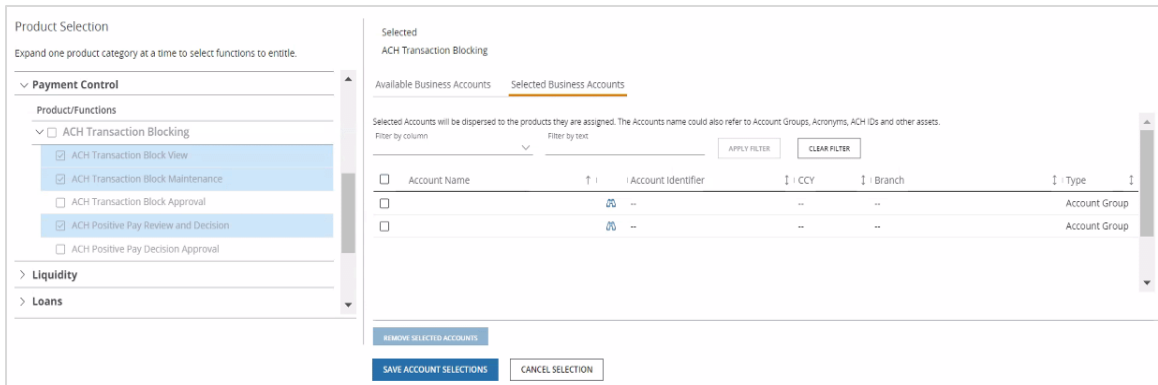 Product Selection
Expand one product category at a time to select functions to entitle.
Payment Control
Product/Functions
ACH Transaction Blocking
ACH Transaction Block View
ACH Transaction Block Maintenance
ACH Transaction Block Approval
ACH Positive Pay Review and Decision
ACH Positive Pay Decision Approval
Liquidity
Loans
Selected
ACH Transaction Blocking
Available Business Accounts Selected Business Accounts
Selected Accounts will be dispersed to the products they are assigned. The Accounts name could also refer to Account Groups, Acronyms, ACH IDs and other assets.
Filter by column Filter by text
APPLY FILTER CLEAR FILTER
Account Name Account Identifier CCY Branch Type
-- -- -- Account Group
-- -- -- Account Group
REMOVE SELECTED ACCOUNTS
SAVE ACCOUNT SELECTIONS CANCEL SELECTION